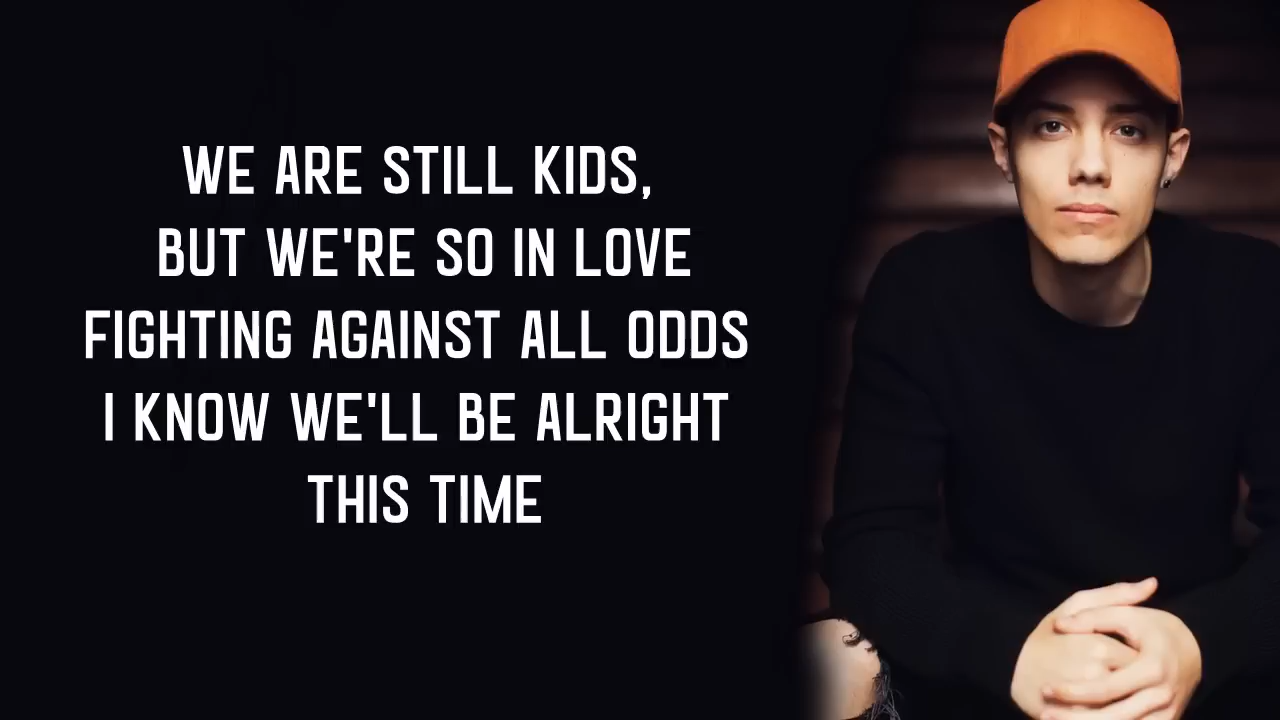 WE ARE STILL KIDS,
BUT WE'RE SO IN LOVE
FIGHTING AGAINST ALL ODDS
I KNOW WE'LL BE ALRIGHT
THIS TIME